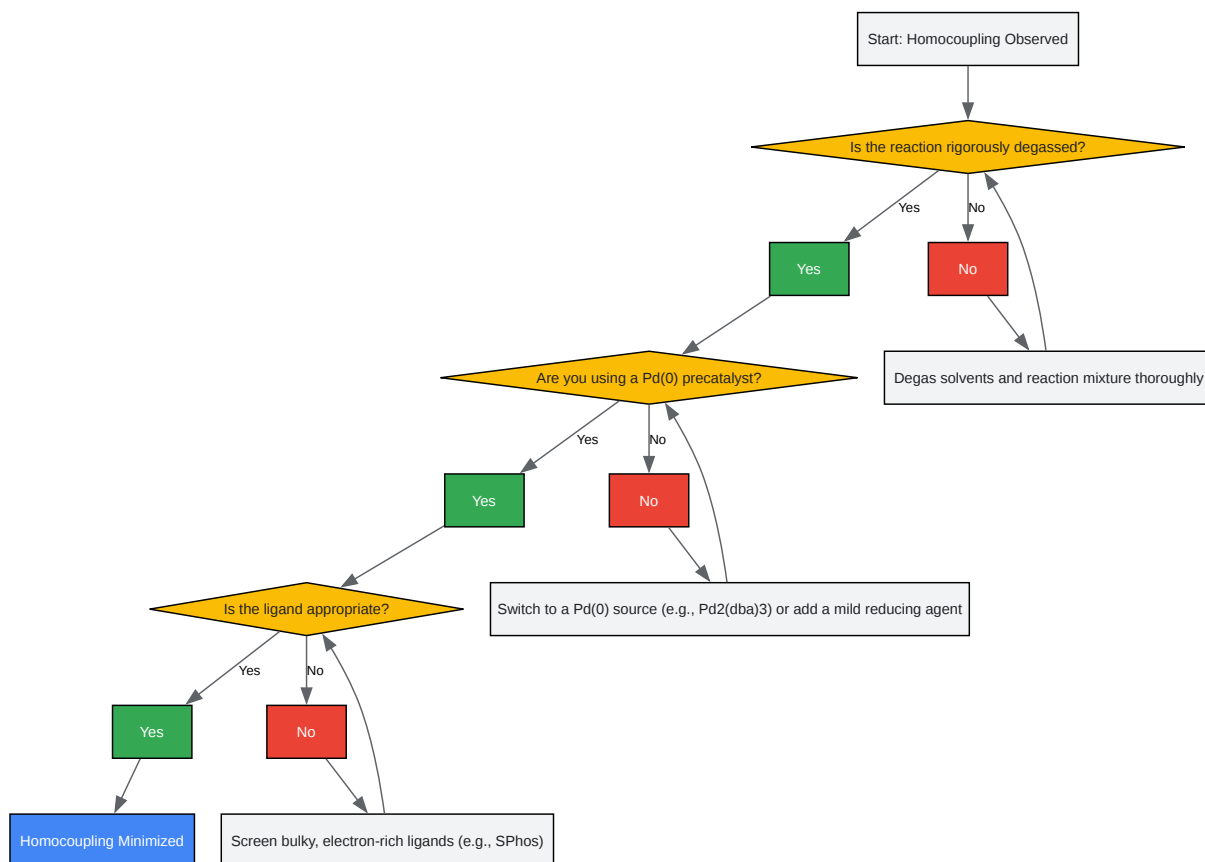 Start: Homocoupling Observed
Is the reaction rigorously degassed?
Yes
No
Yes
No
Degas solvents and reaction mixture thoroughly
Are you using a Pd(0) precatalyst?
Yes
No
Yes
No
Switch to a Pd(0) source (e.g., Pd2(dba)3) or add a mild reducing agent
Is the ligand appropriate?
Yes
No
Yes
No
Homocoupling Minimized
Screen bulky, electron-rich ligands (e.g., SPhos)